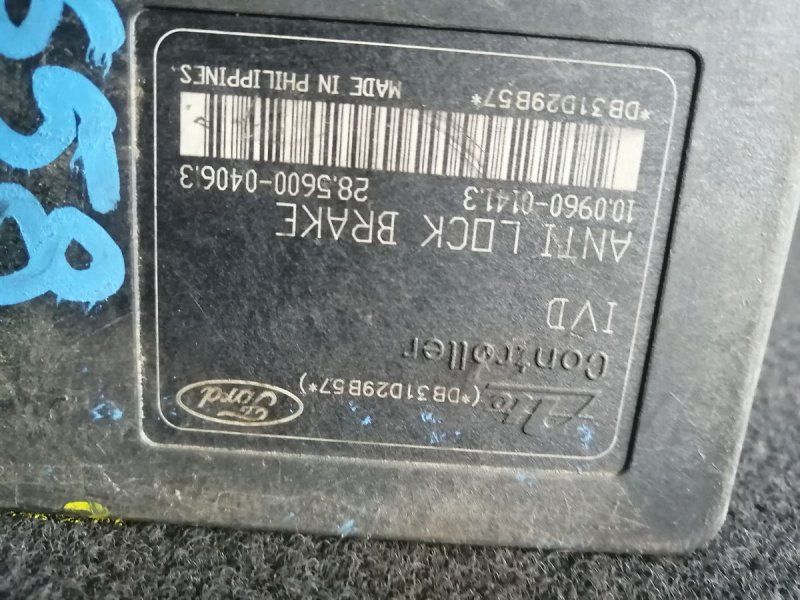 Ate (*DB31D29B57*)
Ford
Controller
IVD
ANTI LOCK BRAKE
10.0960-0141.3 28.5600-0406.3
*DB31D29B57* MADE IN PHILIPPINES.